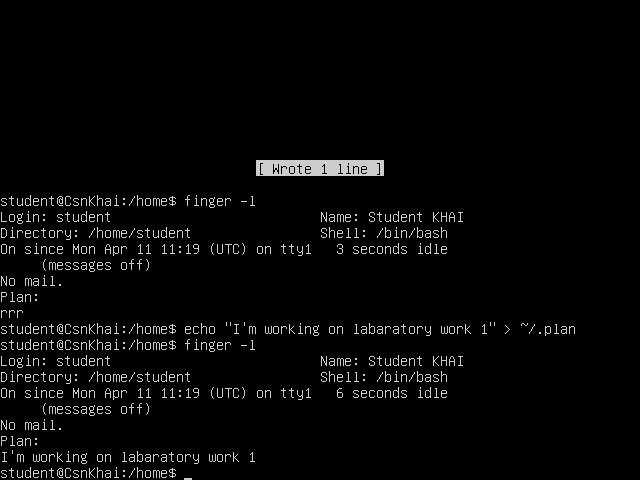 [ Wrote 1 line ]
student@CsnKhai:/home$ finger -l
Login: student                          Name: Student KHAI
Directory: /home/student                Shell: /bin/bash
On since Mon Apr 11 11:19 (UTC) on tty1   3 seconds idle
     (messages off)
No mail.
Plan:
rrr
student@CsnKhai:/home$ echo "I'm working on labaratory work 1" > ~/.plan
student@CsnKhai:/home$ finger -l
Login: student                          Name: Student KHAI
Directory: /home/student                Shell: /bin/bash
On since Mon Apr 11 11:19 (UTC) on tty1   6 seconds idle
     (messages off)
No mail.
Plan:
I'm working on labaratory work 1
student@CsnKhai:/home$ _